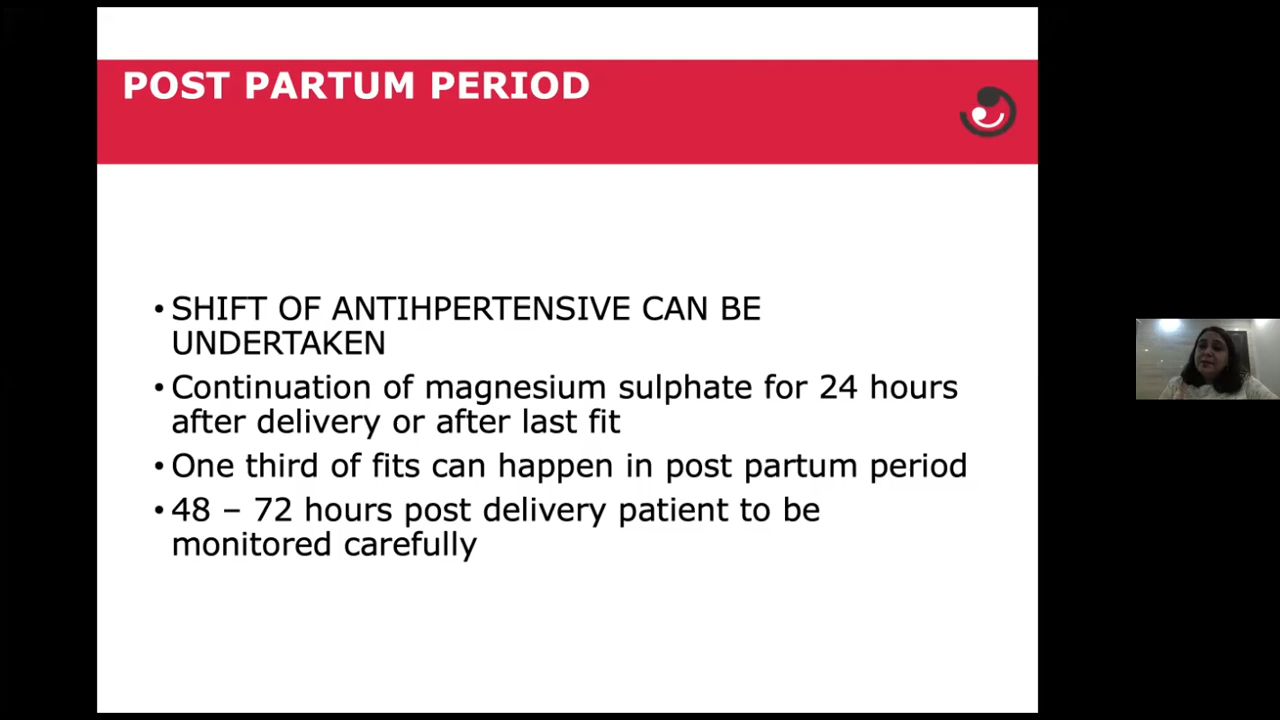 POST PARTUM PERIOD
• SHIFT OF ANTIHPERTENSIVE CAN BE
UNDERTAKEN
• Continuation of magnesium sulphate for 24 hours
after delivery or after last fit
• One third of fits can happen in post partum period
• 48 – 72 hours post delivery patient to be
monitored carefully